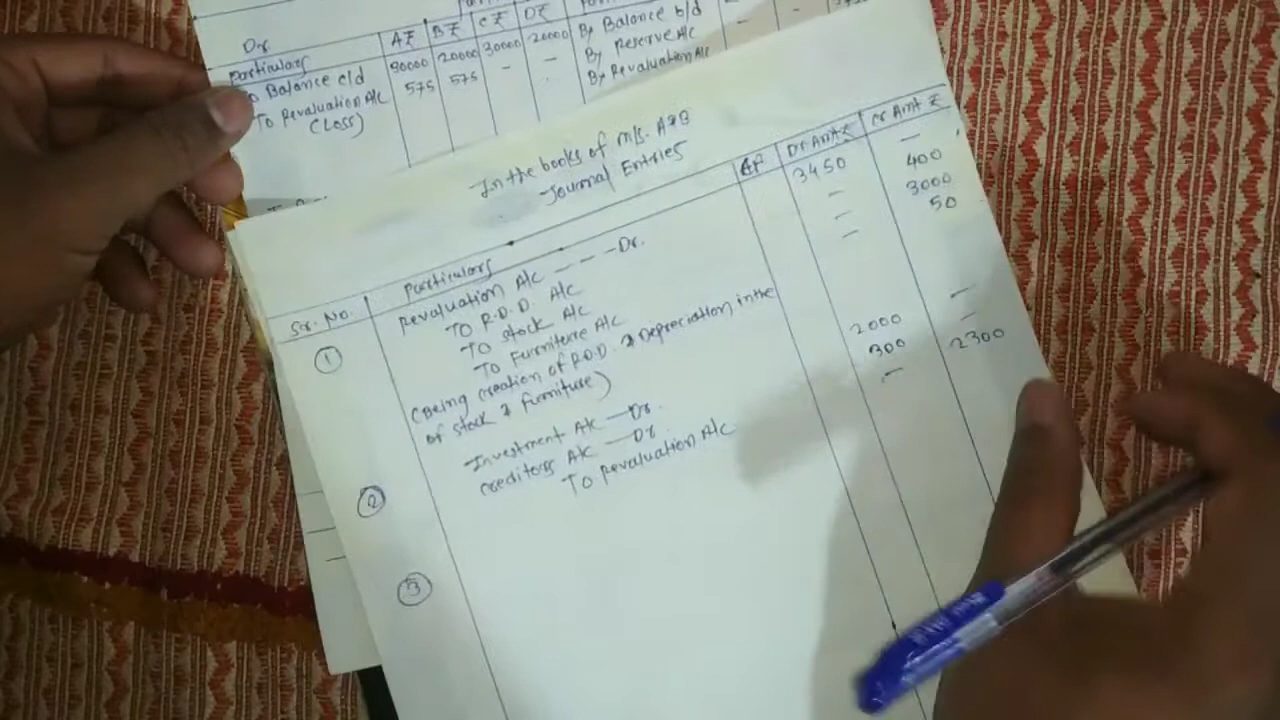 Dr.
Particulars A₹ B₹ C₹ D₹
To Balance c/d 90000 20000 30000 20000 By Balance b/d
To Revaluation A/c 575 575 - - By Reserve A/c - -
(Loss) By Revaluation A/c
In the books of M/s. A & B
Journal Entries
Sr. No. Particulars LF Dr. Amt ₹ Cr Amt ₹
① Revaluation A/c - - - Dr. 3450 —
To R.D.D. A/c - 400
To Stock A/c - 3000
To Furniture A/c — 50
(Being creation of R.D.D. & Depreciation in the
of stock & furniture)
② Investment A/c — Dr. 2000 —
Creditors A/c — Dr. 300 —
To Revaluation A/c — 2300
③